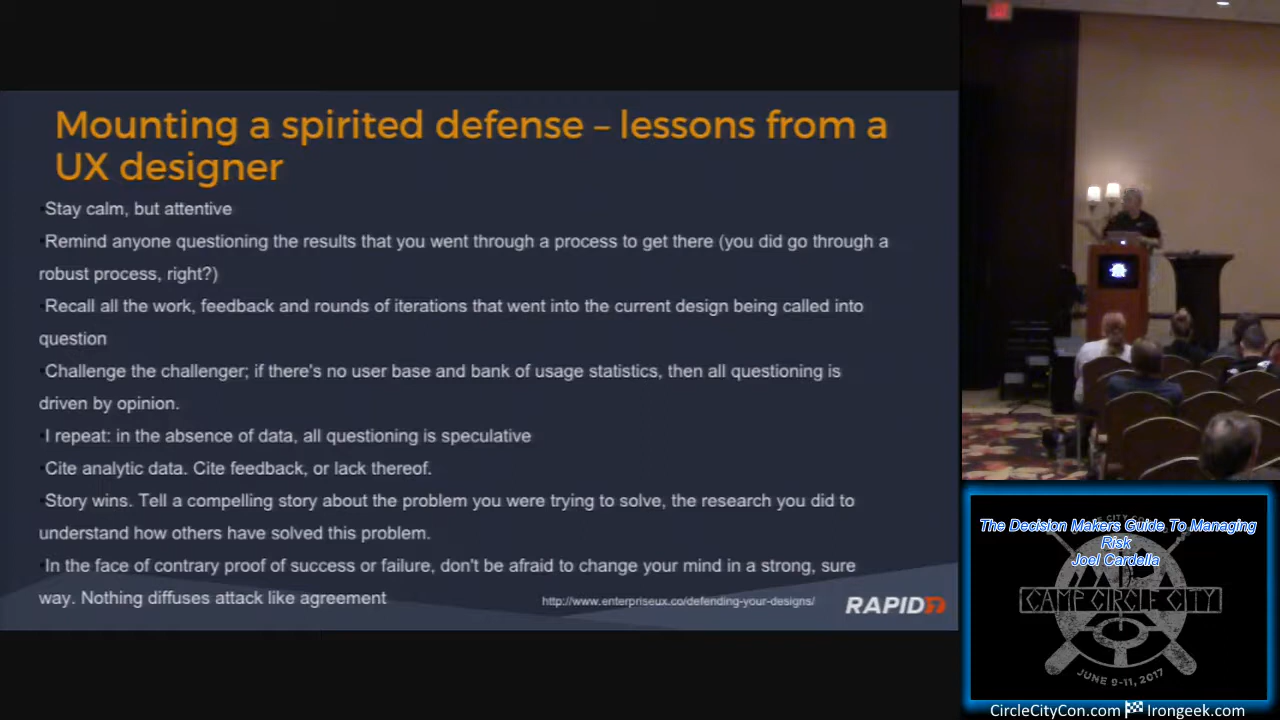 Mounting a spirited defense – lessons from a
UX designer
·Stay calm, but attentive
·Remind anyone questioning the results that you went through a process to get there (you did go through a
robust process, right?)
·Recall all the work, feedback and rounds of iterations that went into the current design being called into
question
·Challenge the challenger; if there's no user base and bank of usage statistics, then all questioning is
driven by opinion.
·I repeat: in the absence of data, all questioning is speculative
·Cite analytic data. Cite feedback, or lack thereof.
·Story wins. Tell a compelling story about the problem you were trying to solve, the research you did to
understand how others have solved this problem.
·In the face of contrary proof of success or failure, don't be afraid to change your mind in a strong, sure
way. Nothing diffuses attack like agreement
http://www.enterpriseux.co/defending-your-designs/
RAPID7
The Decision Makers Guide To Managing
Risk
Joel Cardella
CAMP CIRCLE CITY
JUNE 9-11, 2017
CircleCityCon.com Irongeek.com